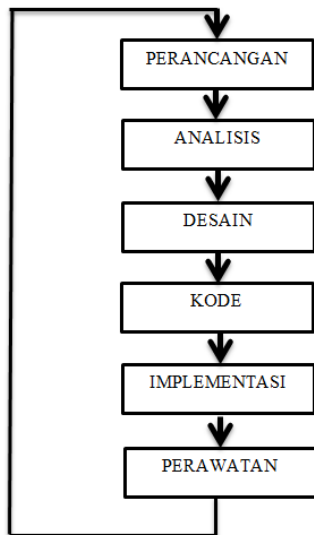 PERANCANGAN
ANALISIS
DESAIN
KODE
IMPLEMENTASI
PERAWATAN